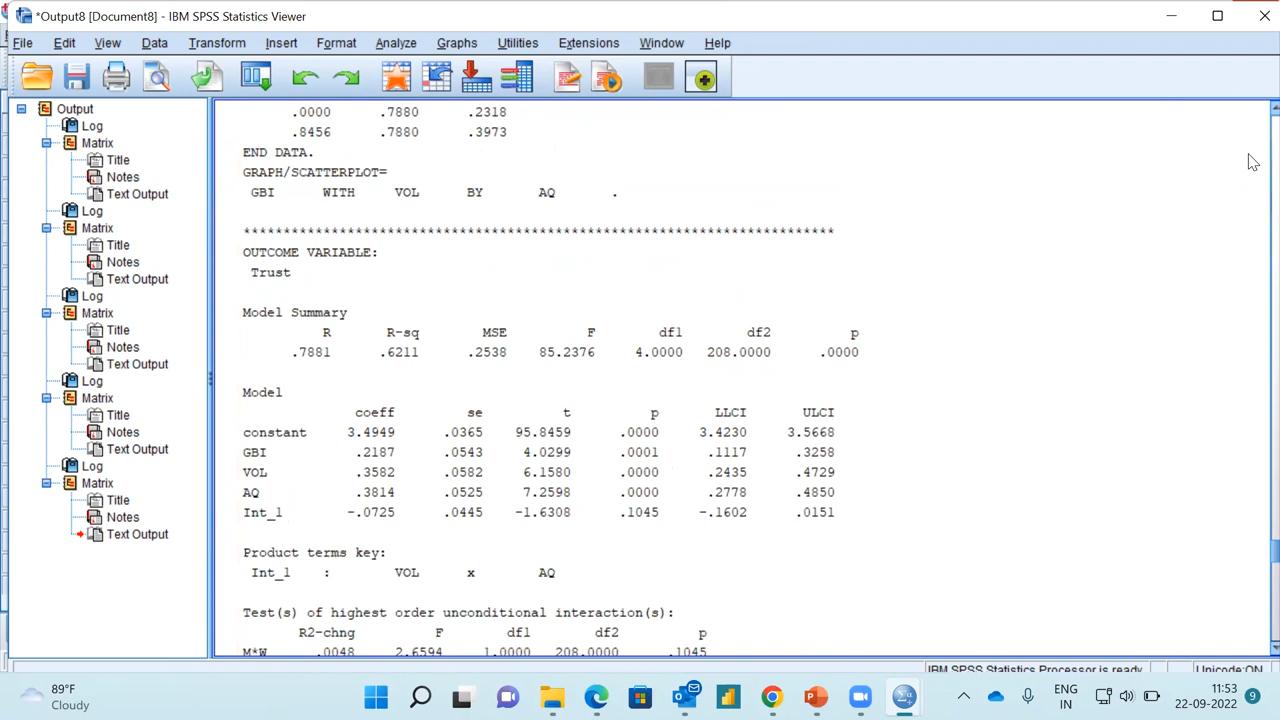 *Output8 [Document8] - IBM SPSS Statistics Viewer
File Edit View Data Transform Insert Format Analyze Graphs Utilities Extensions Window Help
Output
Log
Matrix
Title
Notes
Text Output
Log
Matrix
Title
Notes
Text Output
Log
Matrix
Title
Notes
Text Output
Log
Matrix
Title
Notes
Text Output
Log
Matrix
Title
Notes
Text Output
.0000 .7880 .2318
.8456 .7880 .3973
END DATA.
GRAPH/SCATTERPLOT=
GBI WITH VOL BY AQ .
**************************************************************************
OUTCOME VARIABLE:
Trust
Model Summary
R R-sq MSE F df1 df2 p
.7881 .6211 .2538 85.2376 4.0000 208.0000 .0000
Model
coeff se t p LLCI ULCI
constant 3.4949 .0365 95.8459 .0000 3.4230 3.5668
GBI .2187 .0543 4.0299 .0001 .1117 .3258
VOL .3582 .0582 6.1580 .0000 .2435 .4729
AQ .3814 .0525 7.2598 .0000 .2778 .4850
Int_1 -.0725 .0445 -1.6308 .1045 -.1602 .0151
Product terms key:
Int_1 : VOL x AQ
Test(s) of highest order unconditional interaction(s):
R2-chng F df1 df2 p
M*W .0048 2.6594 1.0000 208.0000 .1045
IBM SPSS Statistics Processor is ready Unicode:ON
89°F
Cloudy
ENG
IN
11:53
22-09-2022
9